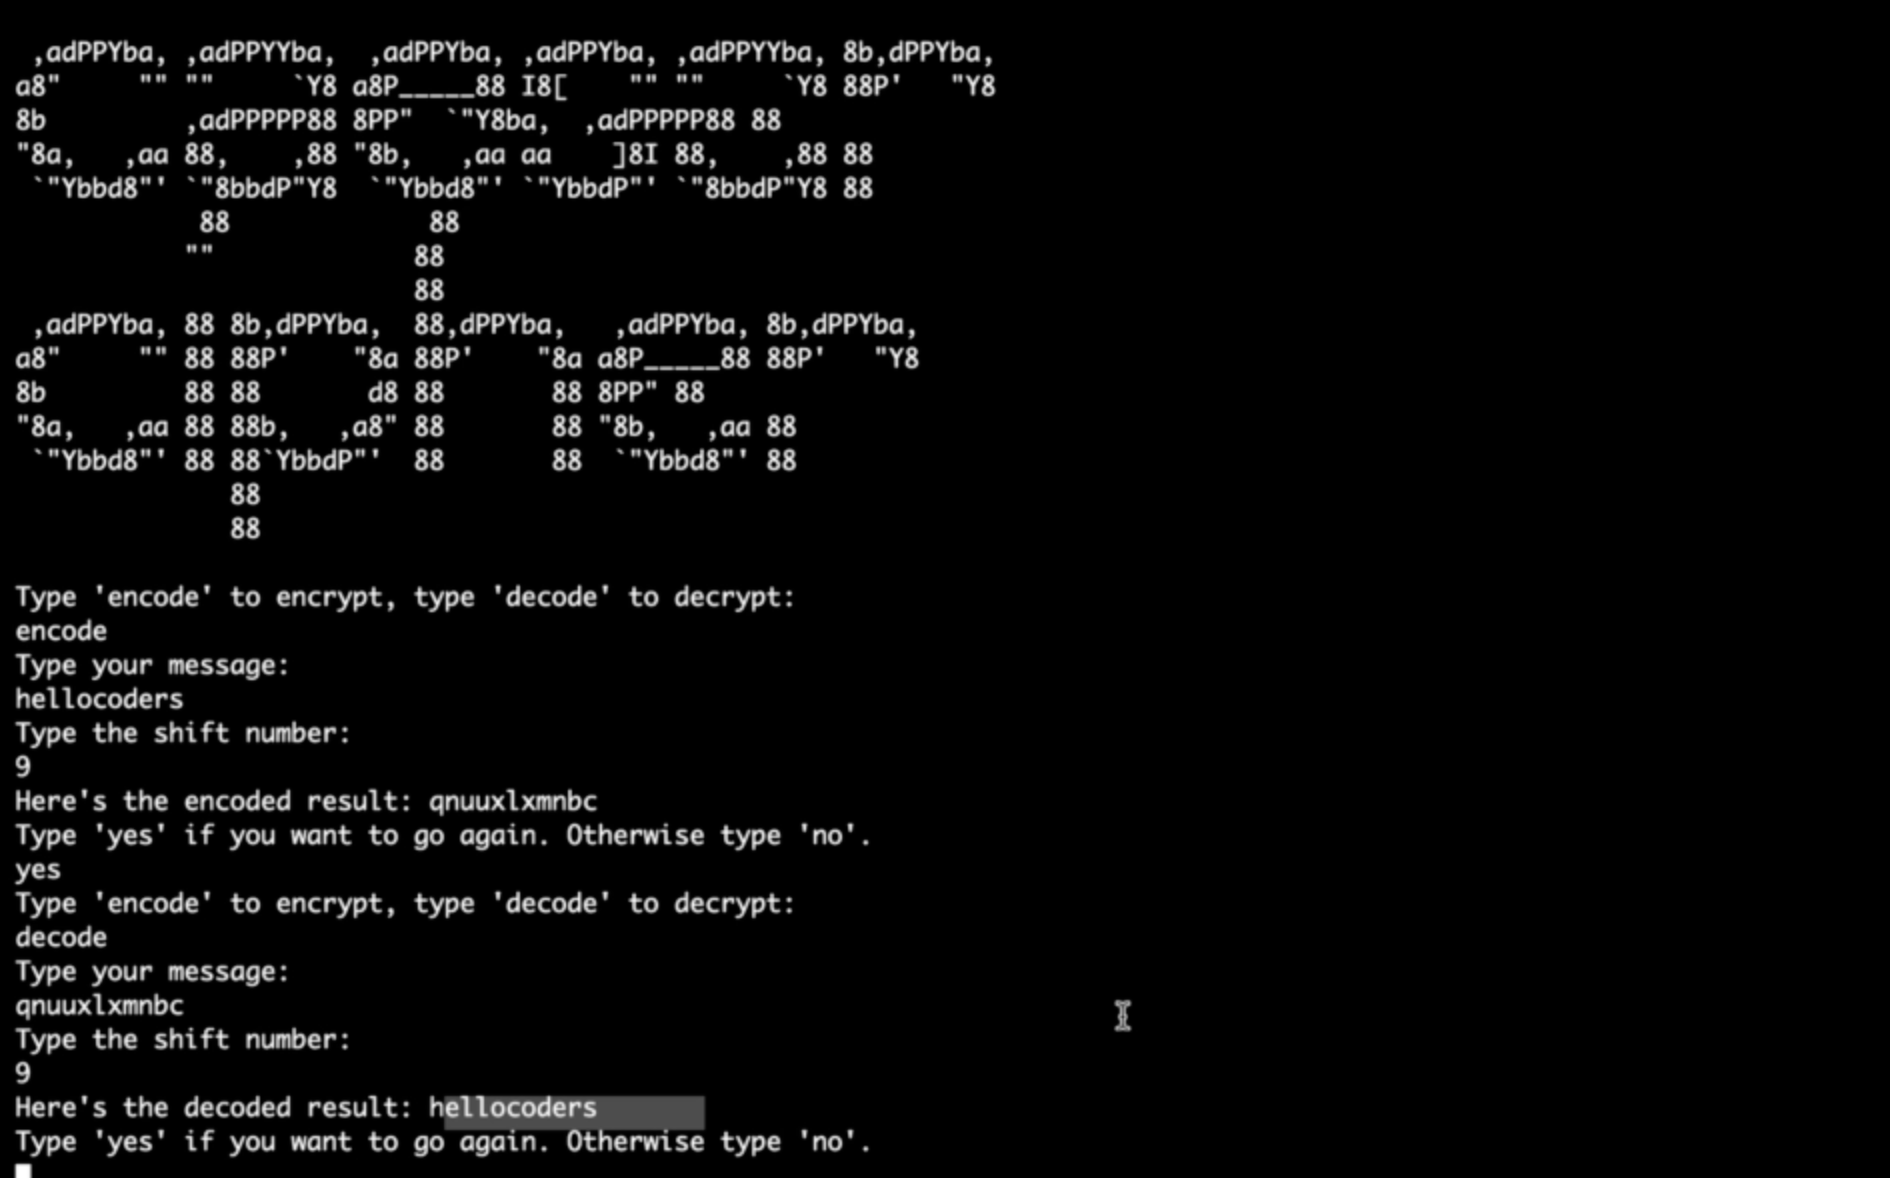 ,adPPYba, ,adPPYYba,  ,adPPYba, ,adPPYba, ,adPPYYba, 8b,dPPYba,
a8"     "" ""     `Y8 a8P_____88 I8[    "" ""     `Y8 88P'   "Y8
8b         ,adPPPPP88 8PP"  `"Y8ba,  ,adPPPPP88 88
"8a,   ,aa 88,    ,88 "8b,   ,aa aa    ]8I 88,    ,88 88
 `"Ybbd8"' `"8bbdP"Y8  `"Ybbd8"' `"YbbdP"' `"8bbdP"Y8 88
            88             88
           ""             88
                          88
 ,adPPYba, 88 8b,dPPYba,  88,dPPYba,   ,adPPYba, 8b,dPPYba,
a8"     "" 88 88P'    "8a 88P'    "8a a8P_____88 88P'   "Y8
8b         88 88       d8 88       88 8PP" 88
"8a,   ,aa 88 88b,   ,a8" 88       88 "8b,   ,aa 88
 `"Ybbd8"' 88 88`YbbdP"'  88       88  `"Ybbd8"' 88
              88
              88
Type 'encode' to encrypt, type 'decode' to decrypt:
encode
Type your message:
hellocoders
Type the shift number:
9
Here's the encoded result: qnuuxlxmnbc
Type 'yes' if you want to go again. Otherwise type 'no'.
yes
Type 'encode' to encrypt, type 'decode' to decrypt:
decode
Type your message:
qnuuxlxmnbc
Type the shift number:
9
Here's the decoded result: hellocoders
Type 'yes' if you want to go again. Otherwise type 'no'.